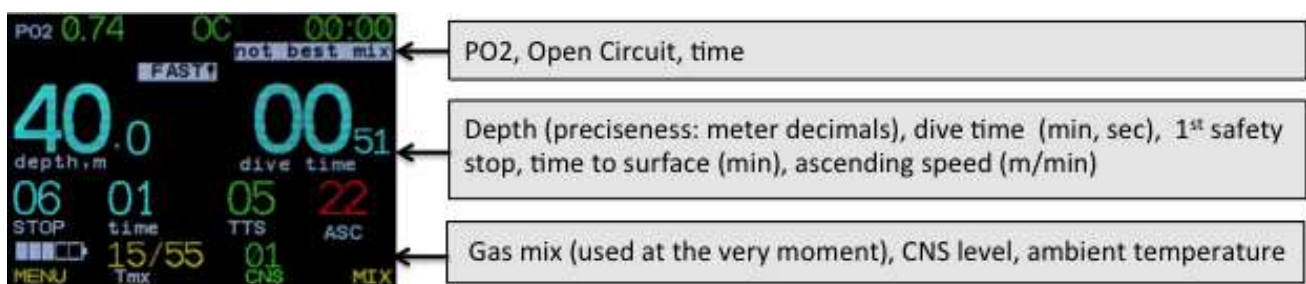 PO2 0.74 OC 00:00
not best mix
FAST
40.0 00 51
depth,m dive time
06 01 05 22
STOP time TTS ASC
15/55 01
MENU Tmx CNS MIX
PO2, Open Circuit, time
Depth (preciseness: meter decimals), dive time (min, sec), 1st safety
stop, time to surface (min), ascending speed (m/min)
Gas mix (used at the very moment), CNS level, ambient temperature